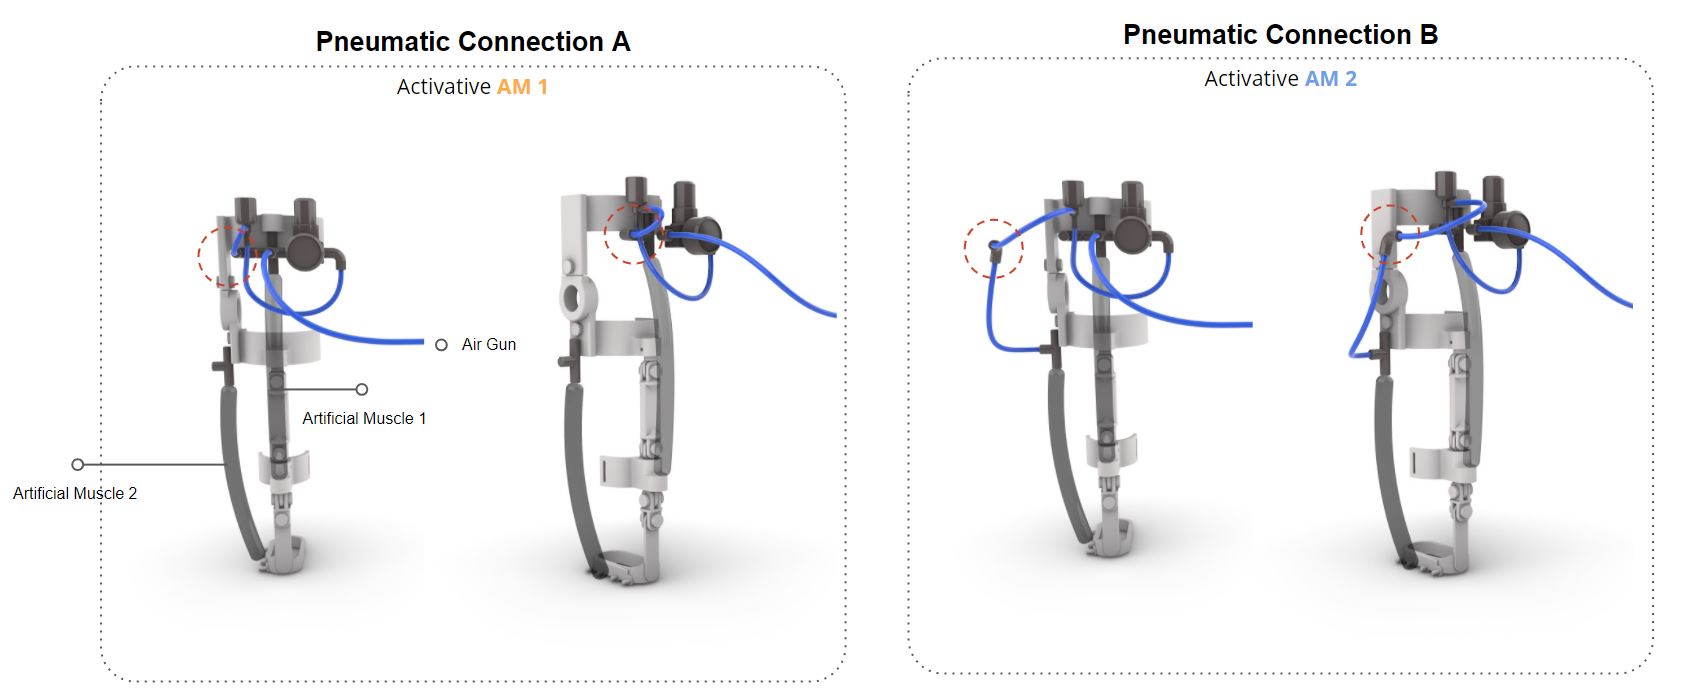 Pneumatic Connection A
Activative AM 1
Air Gun
Artificial Muscle 1
Artificial Muscle 2
Pneumatic Connection B
Activative AM 2